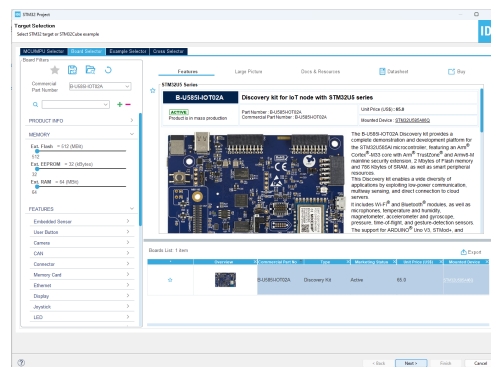 STM32 Project
Target Selection
Select STM32 target or STM32Cube example
IDE
MCU/MPU Selector
Board Selector
Example Selector
Cross Selector
Board Filters
Commercial
Part Number
B-U585I-IOT02A
PRODUCT INFO
MEMORY
Ext. Flash = 512 (MBit)
512
Ext. EEPROM = 32 (kBytes)
32
Ext. RAM = 64 (MBit)
64
FEATURES
Embedded Sensor
User Button
Camera
CAN
Connector
Memory Card
Ethernet
Display
Joystick
LED
Features
Large Picture
Docs & Resources
Datasheet
Buy
STM32U5 Series
B-U585I-IOT02A
Discovery kit for IoT node with STM32U5 series
ACTIVE
Product is in mass production
Part Number: B-U585I-IOT02A
Commercial Part Number: B-U585I-IOT02A
Unit Price (US$) : 65.0
Mounted Device: STM32U585AII6Q
The B-U585I-IOT02A Discovery kit provides a
complete demonstration and development platform for
the STM32U585AI microcontroller, featuring an Arm®
Cortex®‑M33 core with Arm® TrustZone® and Armv8-M
mainline security extension, 2 Mbytes of Flash memory
and 786 Kbytes of SRAM, as well as smart peripheral
resources.
This Discovery kit enables a wide diversity of
applications by exploiting low-power communication,
multiway sensing, and direct connection to cloud
servers.
It includes Wi‑Fi® and Bluetooth® modules, as well as
microphones, temperature and humidity,
magnetometer, accelerometer and gyroscope,
pressure, time-of-flight, and gesture-detection sensors.
The support for ARDUINO® Uno V3, STMod+, and
Boards List: 1 item
Export
Overview
Commercial Part No
Type
Marketing Status
Unit Price (US$)
Mounted Device
B-U585I-IOT02A
Discovery Kit
Active
65.0
STM32U585AII6Q
< Back
Next >
Finish
Cancel